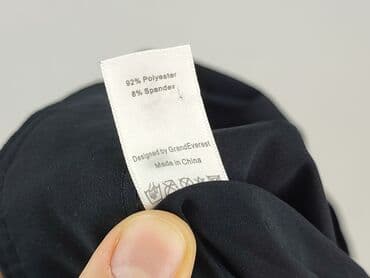 92% Polyester
8% Spandex
Designed by GrandEverest
Made in China